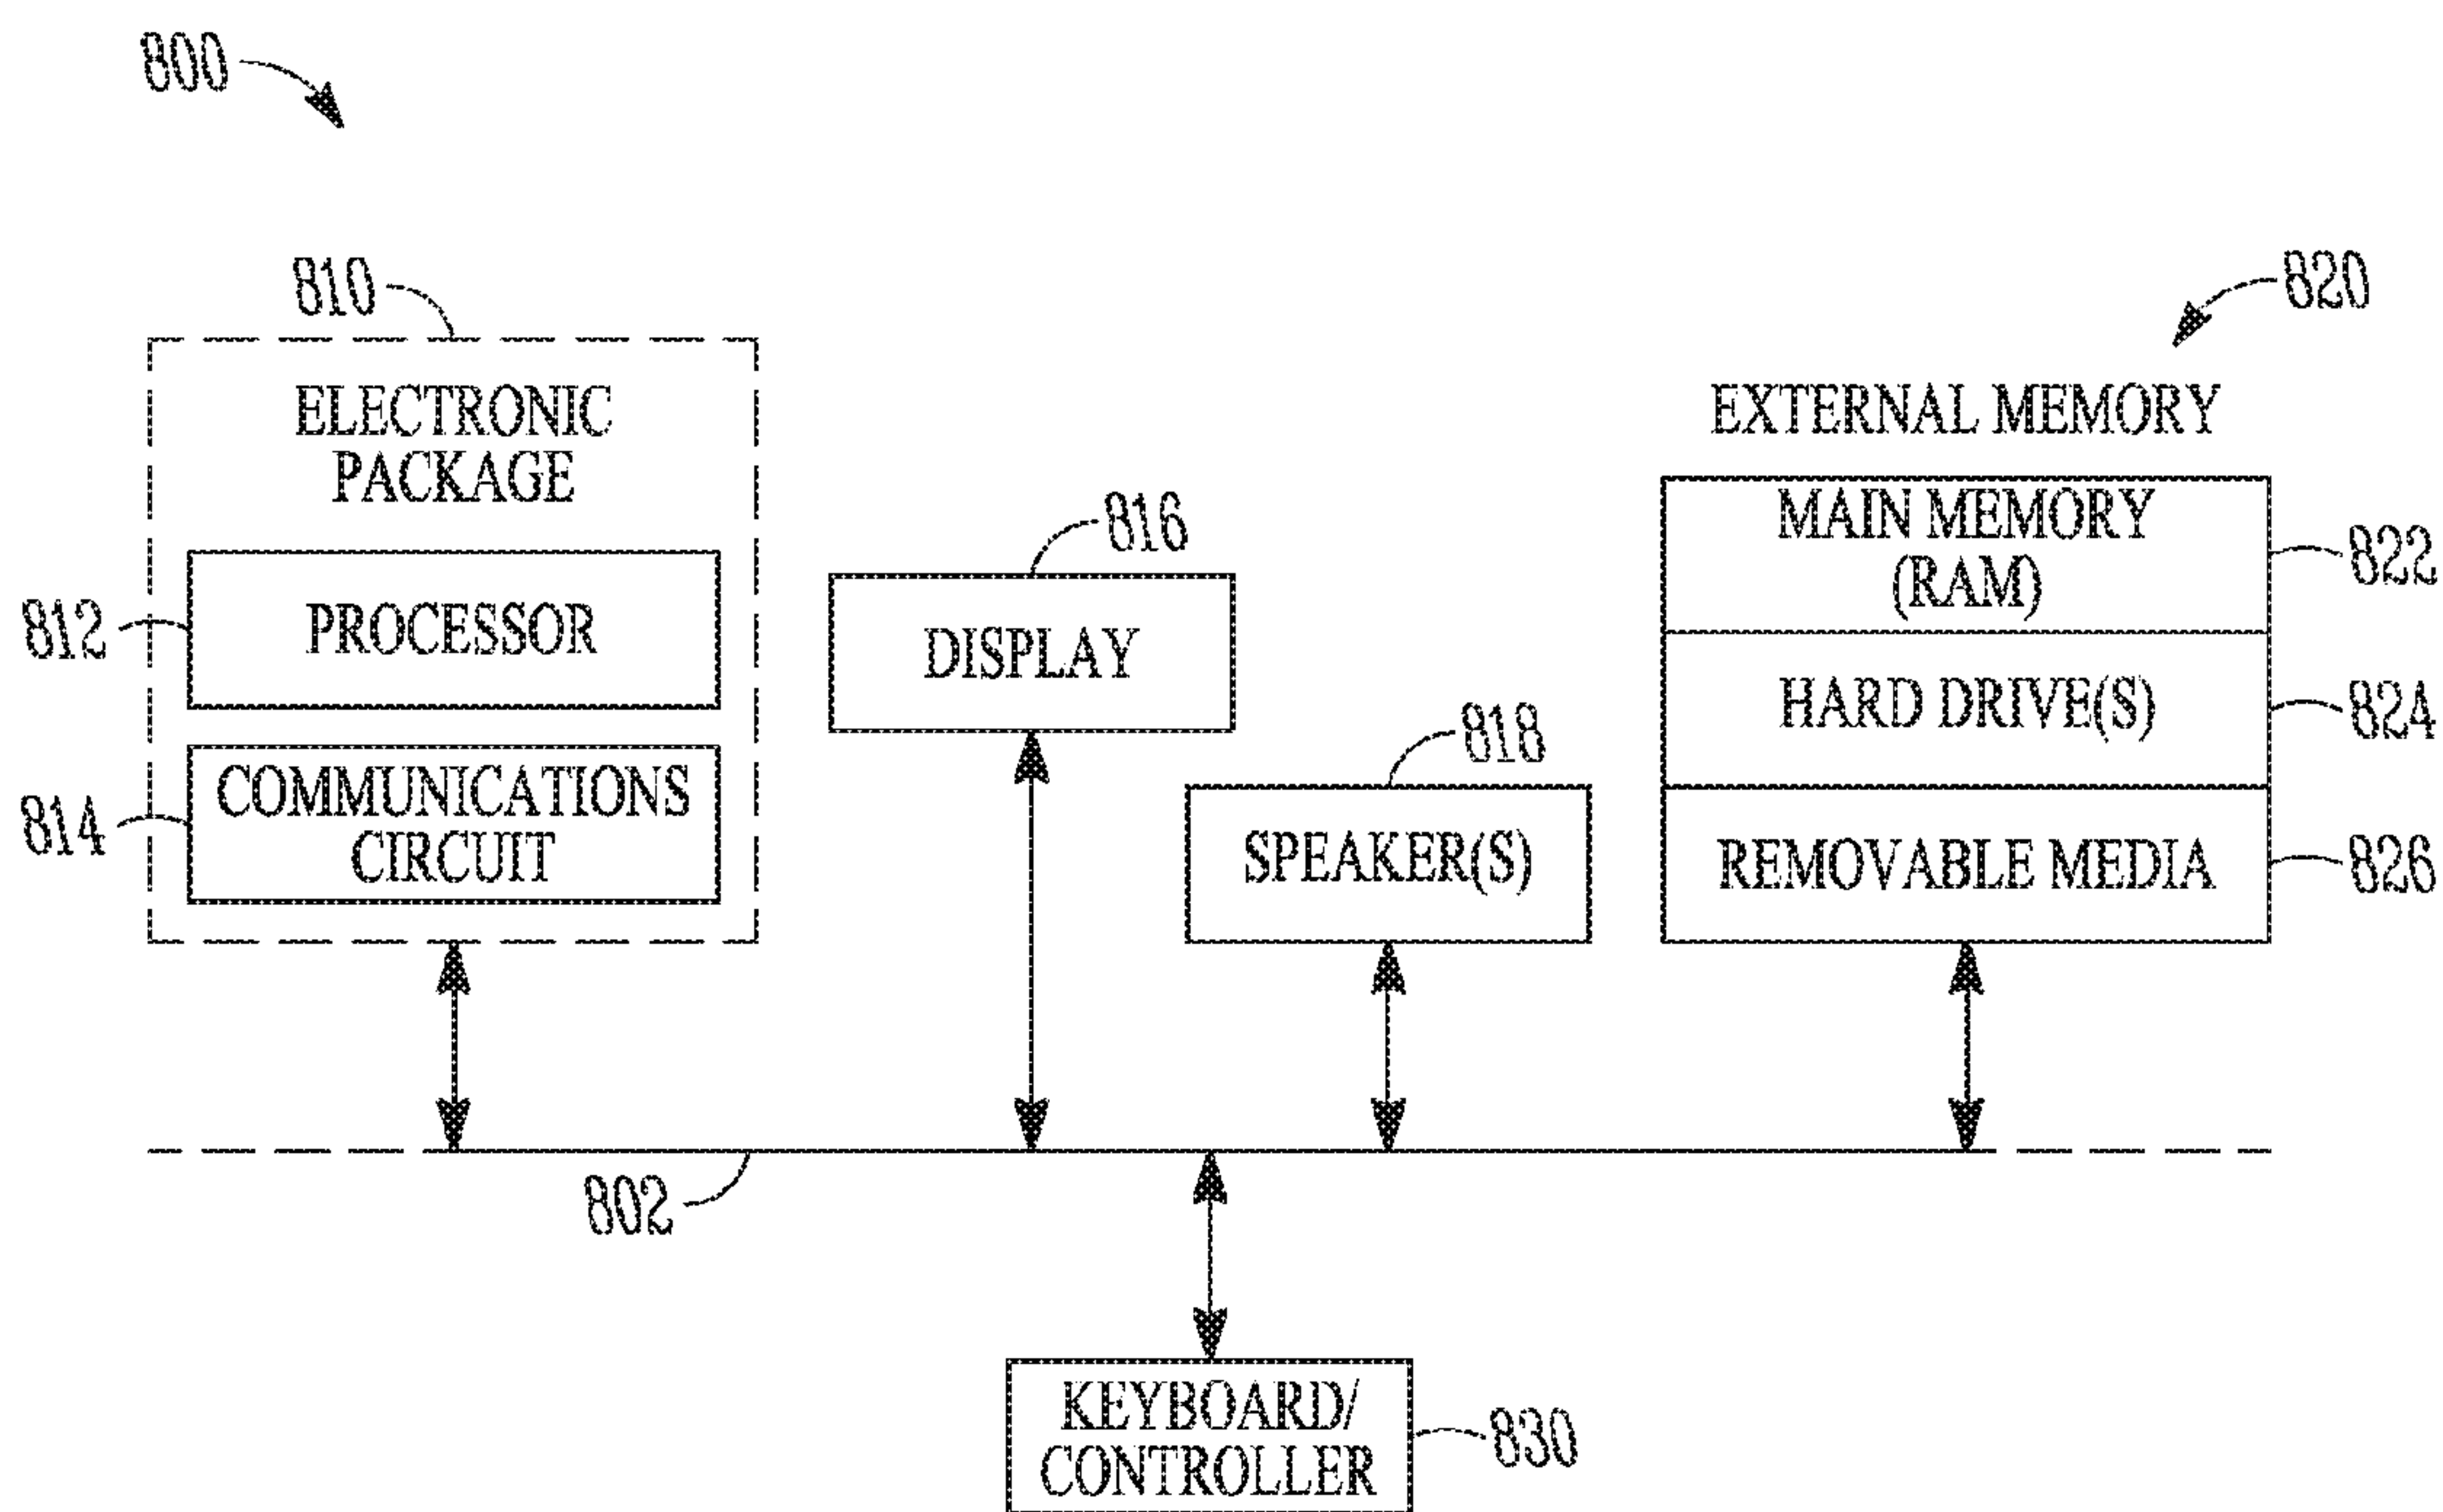 800
810
820
ELECTRONIC
PACKAGE
EXTERNAL MEMORY
816
MAIN MEMORY
(RAM)
822
812
PROCESSOR
DISPLAY
HARD DRIVE(S)
824
818
814
COMMUNICATIONS
CIRCUIT
SPEAKER(S)
REMOVABLE MEDIA
826
802
KEYBOARD/
CONTROLLER
830